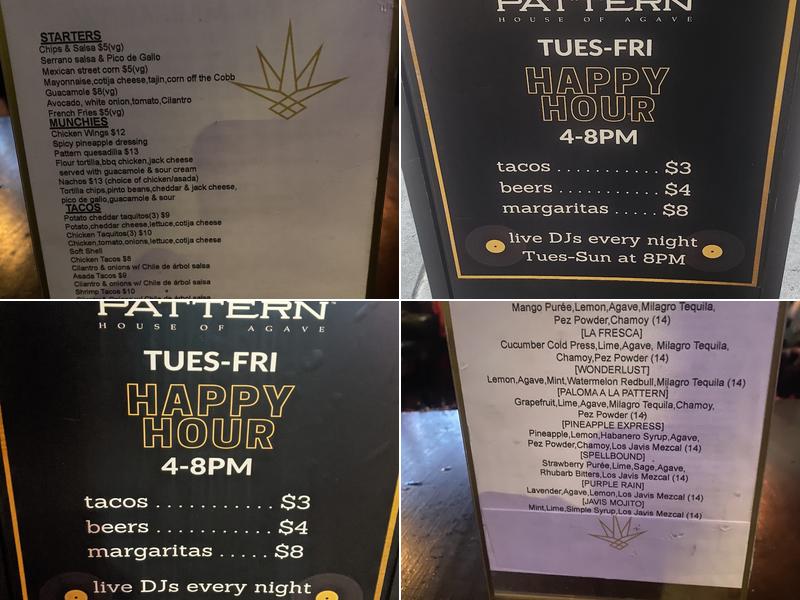 STARTERS
Chips & Salsa $5(vg)
Serrano salsa & Pico de Gallo
Mexican street corn $5(vg)
Mayonnaise,cotija cheese,tajin,corn off the Cobb
Guacamole $8(vg)
Avocado, white onion,tomato,Cilantro
French Fries $5(vg)
MUNCHIES
Chicken Wings $12
Spicy pineapple dressing
Pattern quesadilla $13
Flour tortilla,bbq chicken,jack cheese
served with guacamole & sour cream
Nachos $13 (choice of chicken/asada)
Tortilla chips,pinto beans,cheddar & jack cheese,
pico de gallo,guacamole & sour
TACOS
Potato cheddar taquitos(3) $9
Potato,cheddar cheese,lettuce,cotija cheese
Chicken Taquitos(3) $10
Chicken,tomato,onions,lettuce,cotija cheese
Soft Shell
Chicken Tacos $8
Cilantro & onions w/ Chile de árbol salsa
Asada Tacos $9
Cilantro & onions w/ Chile de árbol salsa
Shrimp Tacos $10
PATTERN
HOUSE OF AGAVE
TUES-FRI
HAPPY
HOUR
4-8PM
tacos ........... $3
beers ........... $4
margaritas ..... $8
live DJs every night
Tues-Sun at 8PM
PATTERN
HOUSE OF AGAVE
TUES-FRI
HAPPY
HOUR
4-8PM
tacos ........... $3
beers ........... $4
margaritas ..... $8
live DJs every night
Mango Purée,Lemon,Agave,Milagro Tequila,
Pez Powder,Chamoy (14)
[LA FRESCA]
Cucumber Cold Press,Lime,Agave, Milagro Tequila,
Chamoy,Pez Powder (14)
[WONDERLUST]
Lemon,Agave,Mint,Watermelon Redbull,Milagro Tequila (14)
[PALOMA A LA PATTERN]
Grapefruit,Lime,Agave,Milagro Tequila,Chamoy,
Pez Powder (14)
[PINEAPPLE EXPRESS]
Pineapple,Lemon,Habanero Syrup,Agave,
Pez Powder,Chamoy,Los Javis Mezcal (14)
[SPELLBOUND]
Strawberry Purée,Lime,Sage,Agave,
Rhubarb Bitters,Los Javis Mezcal (14)
[PURPLE RAIN]
Lavender,Agave,Lemon,Los Javis Mezcal (14)
[JAVIS MOJITO]
Mint,Lime,Simple Syrup,Los Javis Mezcal (14)